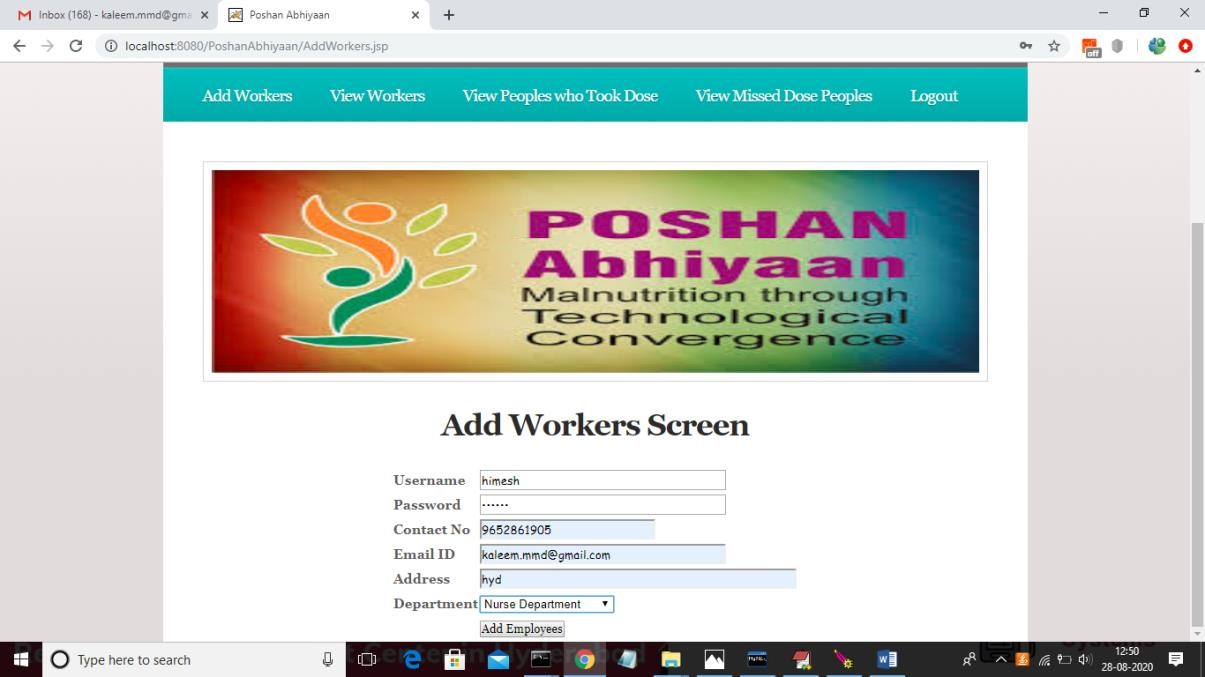 Inbox (168) - kaleem.mmd@gma
Poshan Abhiyaan
localhost:8080/PoshanAbhiyaan/AddWorkers.jsp
off
Add Workers View Workers View Peoples who Took Dose View Missed Dose Peoples Logout
POSHAN
Abhiyaan
Malnutrition through
Technological
Convergence
Add Workers Screen
Username himesh
Password ······
Contact No 9652861905
Email ID kaleem.mmd@gmail.com
Address hyd
Department Nurse Department
Add Employees
Type here to search
12:50
28-08-2020